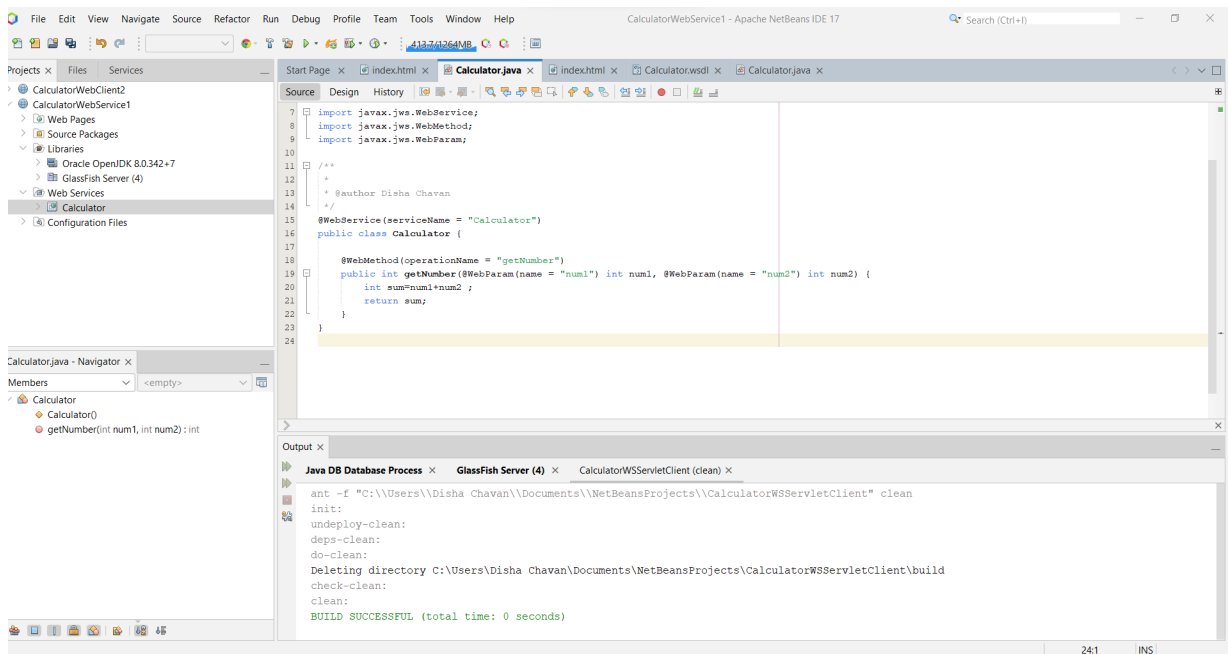 File Edit View Navigate Source Refactor Run Debug Profile Team Tools Window Help CalculatorWebService1 - Apache NetBeans IDE 17 Search (Ctrl+I)
413.7/1264MB
Projects Files Services
CalculatorWebClient2
CalculatorWebService1
Web Pages
Source Packages
Libraries
Oracle OpenJDK 8.0.342+7
GlassFish Server (4)
Web Services
Calculator
Configuration Files
Start Page index.html Calculator.java index.html Calculator.wsdl Calculator.java
Source Design History
7 import javax.jws.WebService;
8 import javax.jws.WebMethod;
9 import javax.jws.WebParam;
10
11 /**
12 *
13 * @author Disha Chavan
14 */
15 @WebService(serviceName = "Calculator")
16 public class Calculator {
17
18 @WebMethod(operationName = "getNumber")
19 public int getNumber(@WebParam(name = "num1") int num1, @WebParam(name = "num2") int num2) {
20 int sum=num1+num2 ;
21 return sum;
22 }
23 }
24
Calculator.java - Navigator
Members <empty>
Calculator
Calculator()
getNumber(int num1, int num2) : int
Output
Java DB Database Process GlassFish Server (4) CalculatorWSServletClient (clean)
ant -f "C:\\Users\\Disha Chavan\\Documents\\NetBeansProjects\\CalculatorWSServletClient" clean
init:
undeploy-clean:
deps-clean:
do-clean:
Deleting directory C:\Users\Disha Chavan\Documents\NetBeansProjects\CalculatorWSServletClient\build
check-clean:
clean:
BUILD SUCCESSFUL (total time: 0 seconds)
24:1 INS